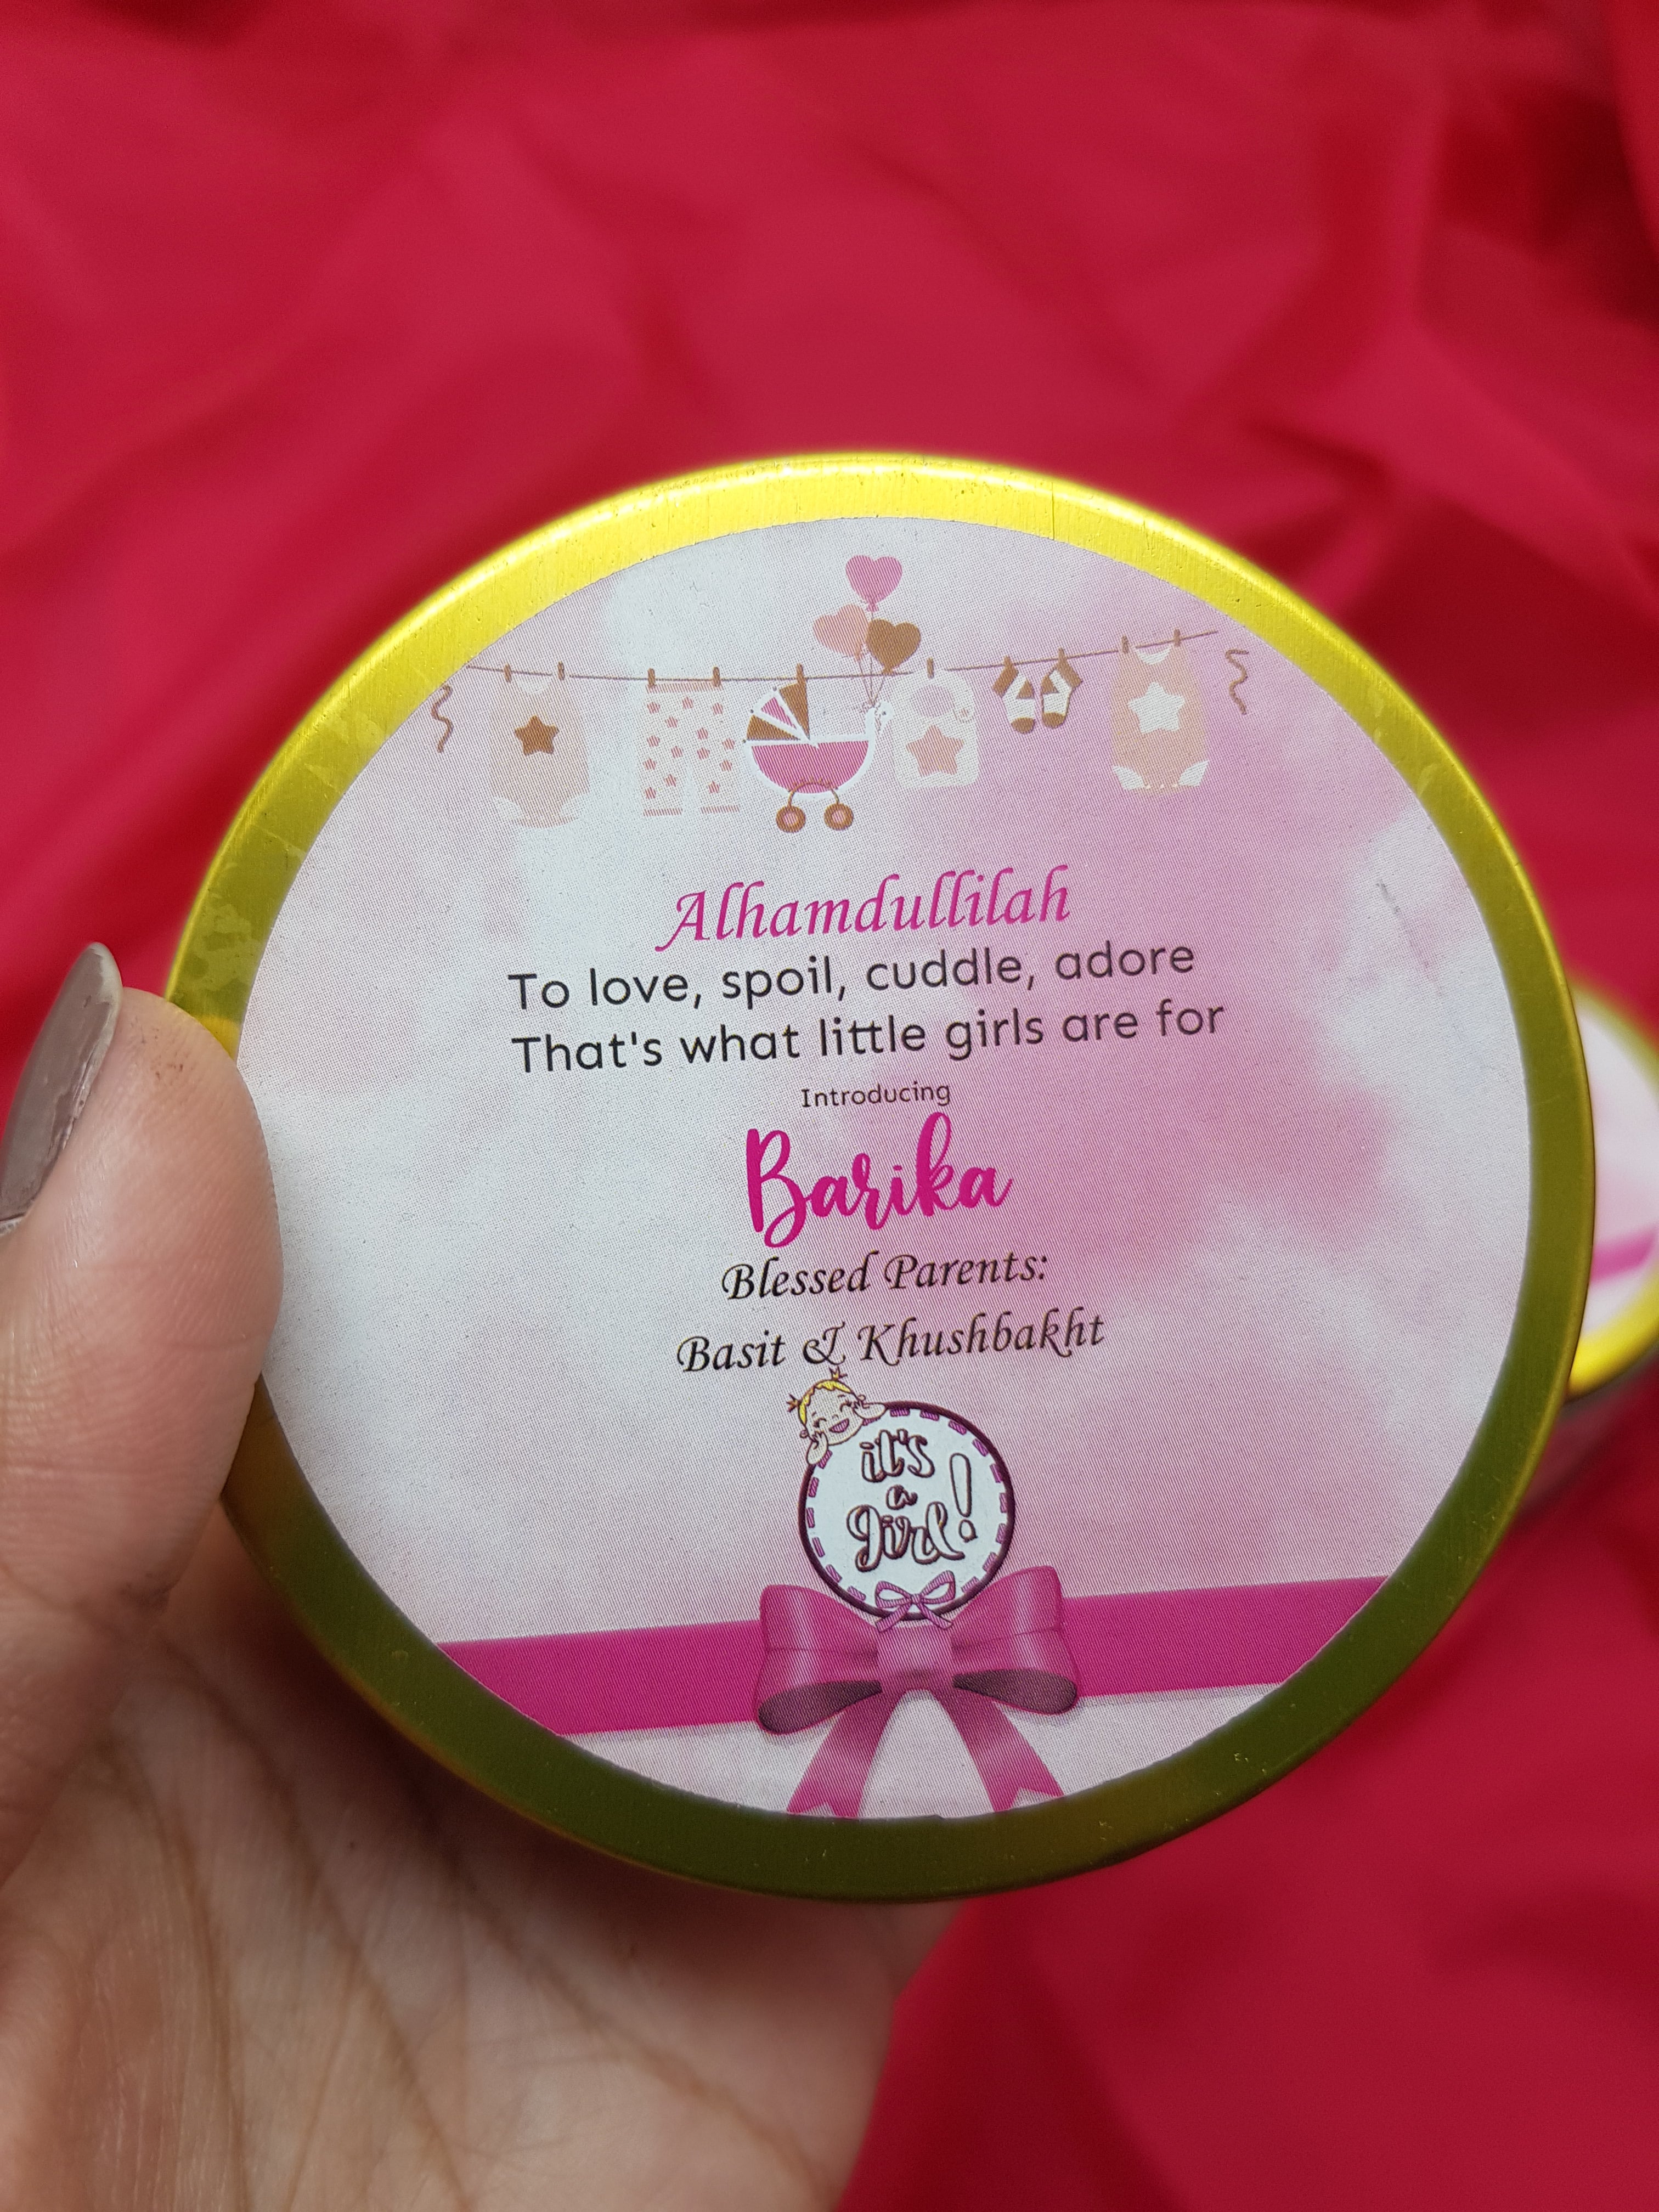 Alhamdullilah
To love, spoil, cuddle, adore
That's what little girls are for
Introducing
Barika
Blessed Parents:
Basit & Khushbakht
it's
a
girl!